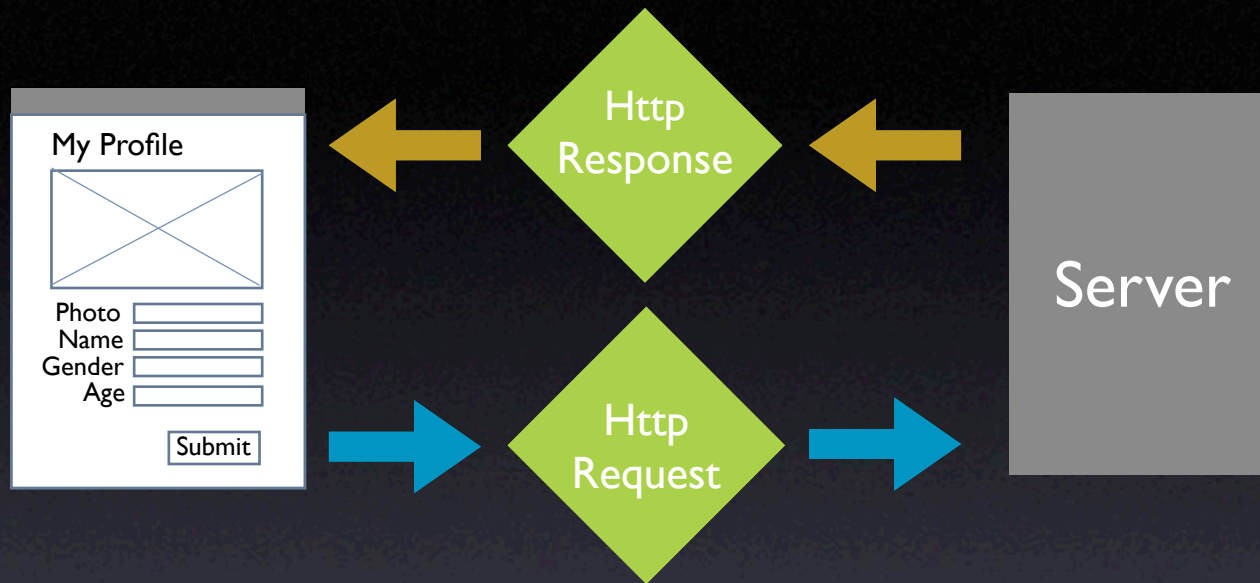 My Profile
Photo
Name
Gender
Age
Submit
Http
Response
Http
Request
Server